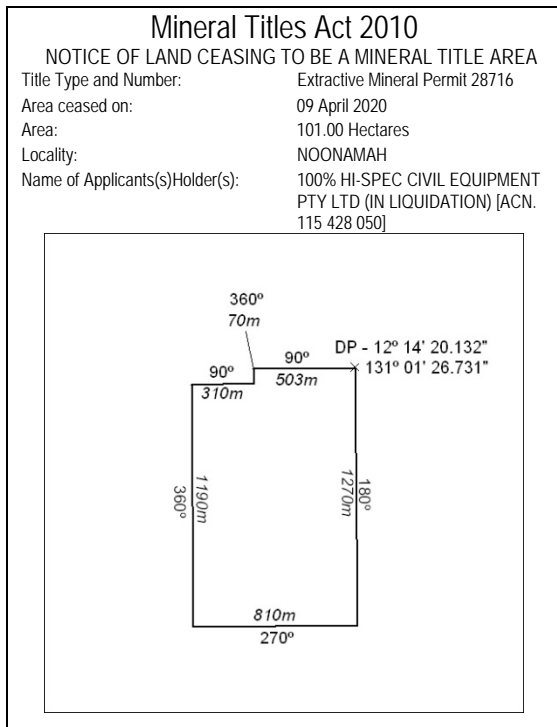 Mineral Titles Act 2010
NOTICE OF LAND CEASING TO BE A MINERAL TITLE AREA
Title Type and Number: Extractive Mineral Permit 28716
Area ceased on: 09 April 2020
Area: 101.00 Hectares
Locality: NOONAMAH
Name of Applicants(s)Holder(s): 100% HI-SPEC CIVIL EQUIPMENT
PTY LTD (IN LIQUIDATION) [ACN.
115 428 050]
360º
70m
90º
310m
90º
503m
DP - 12º 14' 20.132"
131º 01' 26.731"
360º
1190m
1270m
180º
810m
270º